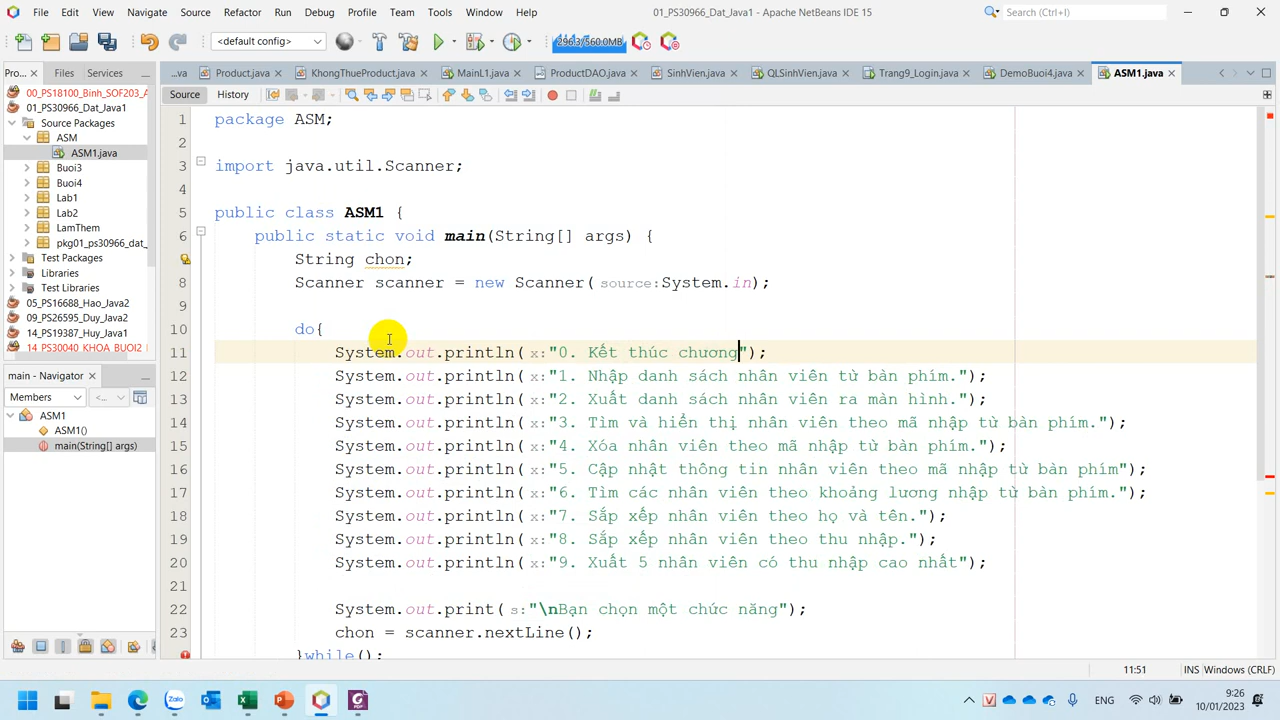 File Edit View Navigate Source Refactor Run Debug Profile Team Tools Window Help 01_PS30966_Dat_Java1 - Apache NetBeans IDE 15 Search (Ctrl+I)
<default config> 296.3/560.0MB
Pro... Files Services ...va Product.java KhongThueProduct.java MainL1.java ProductDAO.java SinhVien.java QLSinhVien.java Trang9_Login.java DemoBuoi4.java ASM1.java
Source History
00_PS18100_Binh_SOF203_A
01_PS30966_Dat_Java1
Source Packages
ASM
ASM1.java
Buoi3
Buoi4
Lab1
Lab2
LamThem
pkg01_ps30966_dat_
Test Packages
Libraries
Test Libraries
05_PS16688_Hao_Java2
09_PS26595_Duy_Java2
14_PS19387_Huy_Java1
14_PS30040_KHOA_BUOI2
main - Navigator
Members <...
ASM1
ASM1()
main(String[] args)
1 package ASM;
2
3 import java.util.Scanner;
4
5 public class ASM1 {
6 public static void main(String[] args) {
String chon;
8 Scanner scanner = new Scanner(source:System.in);
9
10 do{
11 System.out.println(x:"0. Kết thúc chương");
12 System.out.println(x:"1. Nhập danh sách nhân viên từ bàn phím.");
13 System.out.println(x:"2. Xuất danh sách nhân viên ra màn hình.");
14 System.out.println(x:"3. Tìm và hiển thị nhân viên theo mã nhập từ bàn phím.");
15 System.out.println(x:"4. Xóa nhân viên theo mã nhập từ bàn phím.");
16 System.out.println(x:"5. Cập nhật thông tin nhân viên theo mã nhập từ bàn phím");
17 System.out.println(x:"6. Tìm các nhân viên theo khoảng lương nhập từ bàn phím.");
18 System.out.println(x:"7. Sắp xếp nhân viên theo họ và tên.");
19 System.out.println(x:"8. Sắp xếp nhân viên theo thu nhập.");
20 System.out.println(x:"9. Xuất 5 nhân viên có thu nhập cao nhất");
21
22 System.out.print(s:"\nBạn chọn một chức năng");
23 chon = scanner.nextLine();
}while();
11:51 INS Windows (CRLF)
Zalo ENG 9:26
10/01/2023